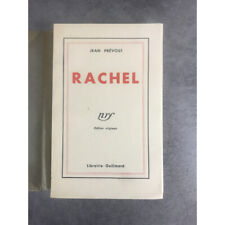 JEAN PRÉVOST
RACHEL
nrf
Édition originale
Librairie Gallimard